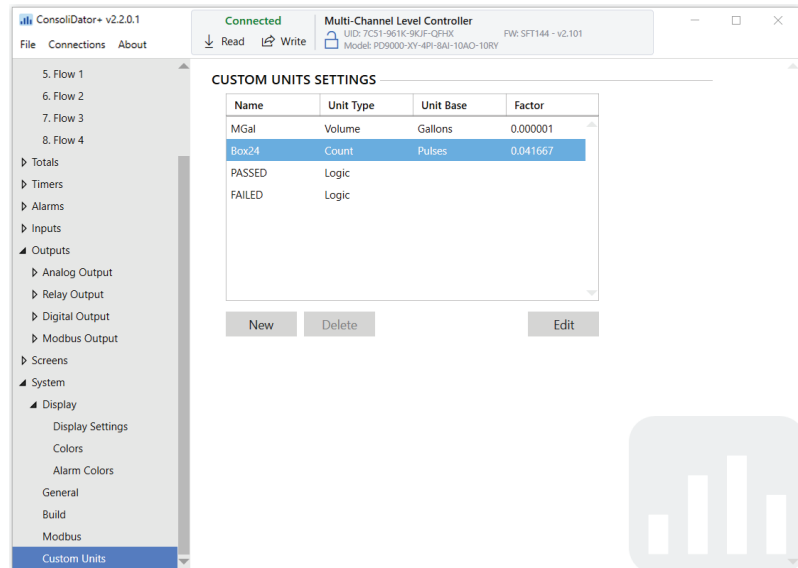 ConsoliDator+ v2.2.0.1
File Connections About
Connected
Read Write
Multi-Channel Level Controller
UID: 7C51-961K-9KJF-QFHX FW: SFT144 - v2.101
Model: PD9000-XY-4PI-8AI-10AO-10RY
5. Flow 1
6. Flow 2
7. Flow 3
8. Flow 4
Totals
Timers
Alarms
Inputs
Outputs
Analog Output
Relay Output
Digital Output
Modbus Output
Screens
System
Display
Display Settings
Colors
Alarm Colors
General
Build
Modbus
Custom Units
CUSTOM UNITS SETTINGS
Name Unit Type Unit Base Factor
MGal Volume Gallons 0.000001
Box24 Count Pulses 0.041667
PASSED Logic
FAILED Logic
New Delete Edit